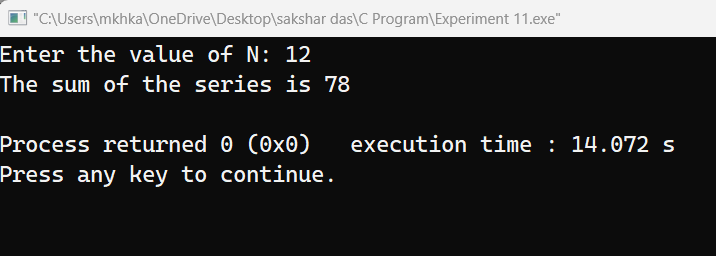 "C:\Users\mkhka\OneDrive\Desktop\sakshar das\C Program\Experiment 11.exe"
Enter the value of N: 12
The sum of the series is 78
Process returned 0 (0x0)   execution time : 14.072 s
Press any key to continue.